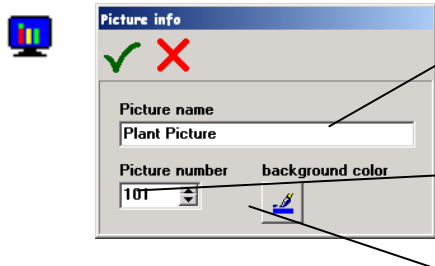 Picture info
Picture name
Plant Picture
Picture number background color
101